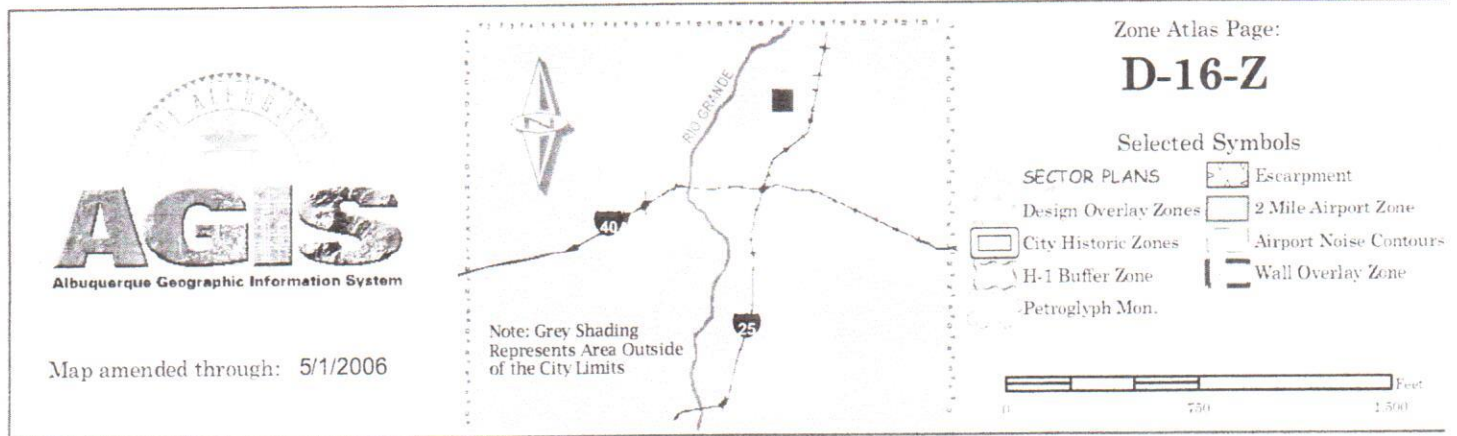 AGIS
Albuquerque Geographic Information System
Map amended through: 5/1/2006
RIO GRANDE
40
25
Note: Grey Shading
Represents Area Outside
of the City Limits
Zone Atlas Page:
D-16-Z
Selected Symbols
SECTOR PLANS
Design Overlay Zones
City Historic Zones
H-1 Buffer Zone
Petroglyph Mon.
Escarpment
2 Mile Airport Zone
Airport Noise Contours
Wall Overlay Zone
Feet
0 750 1,500